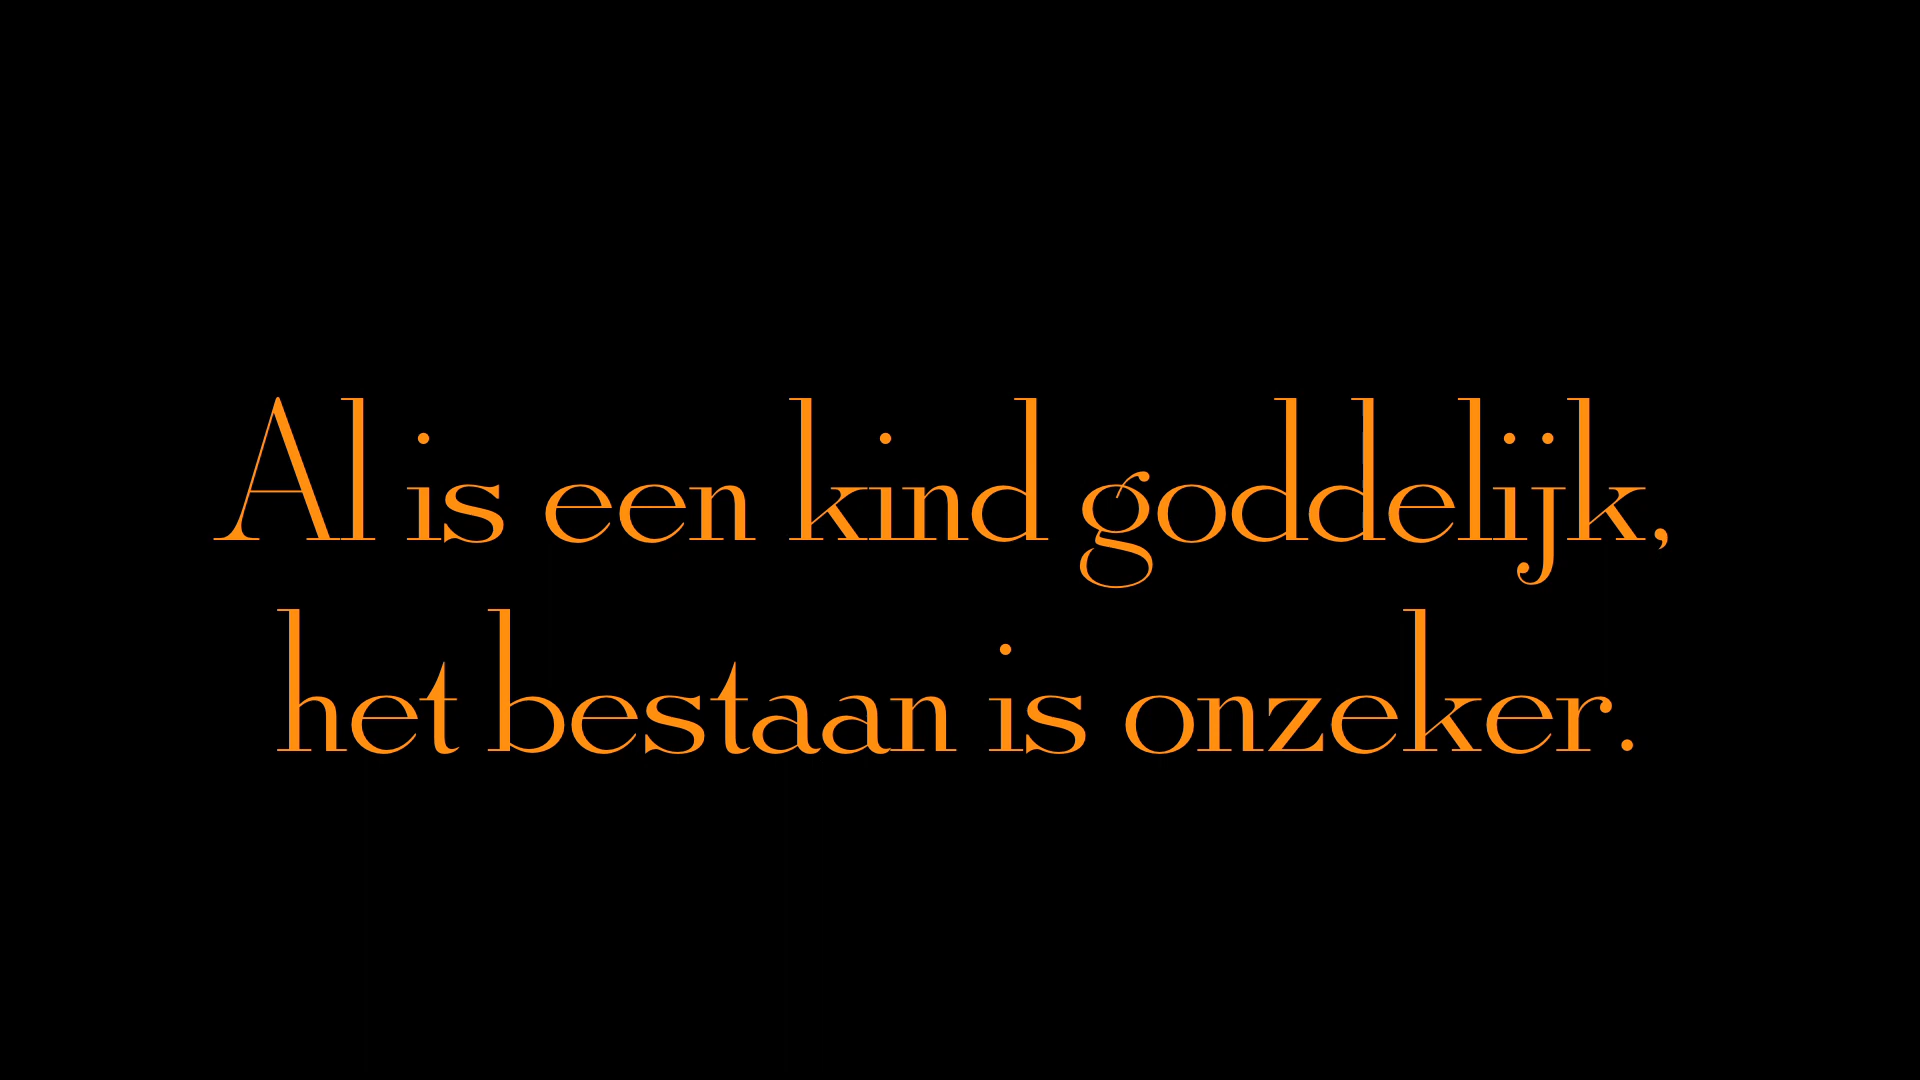 Al is een kind goddelijk,
het bestaan is onzeker.